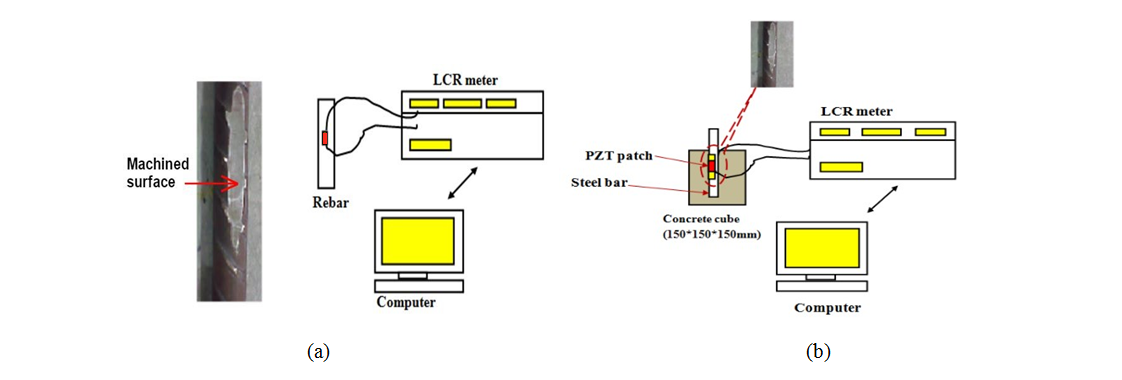 LCR meter
Machined
surface
Rebar
Computer
(a)
LCR meter
PZT patch
Steel bar
Concrete cube
(150*150*150mm)
Computer
(b)